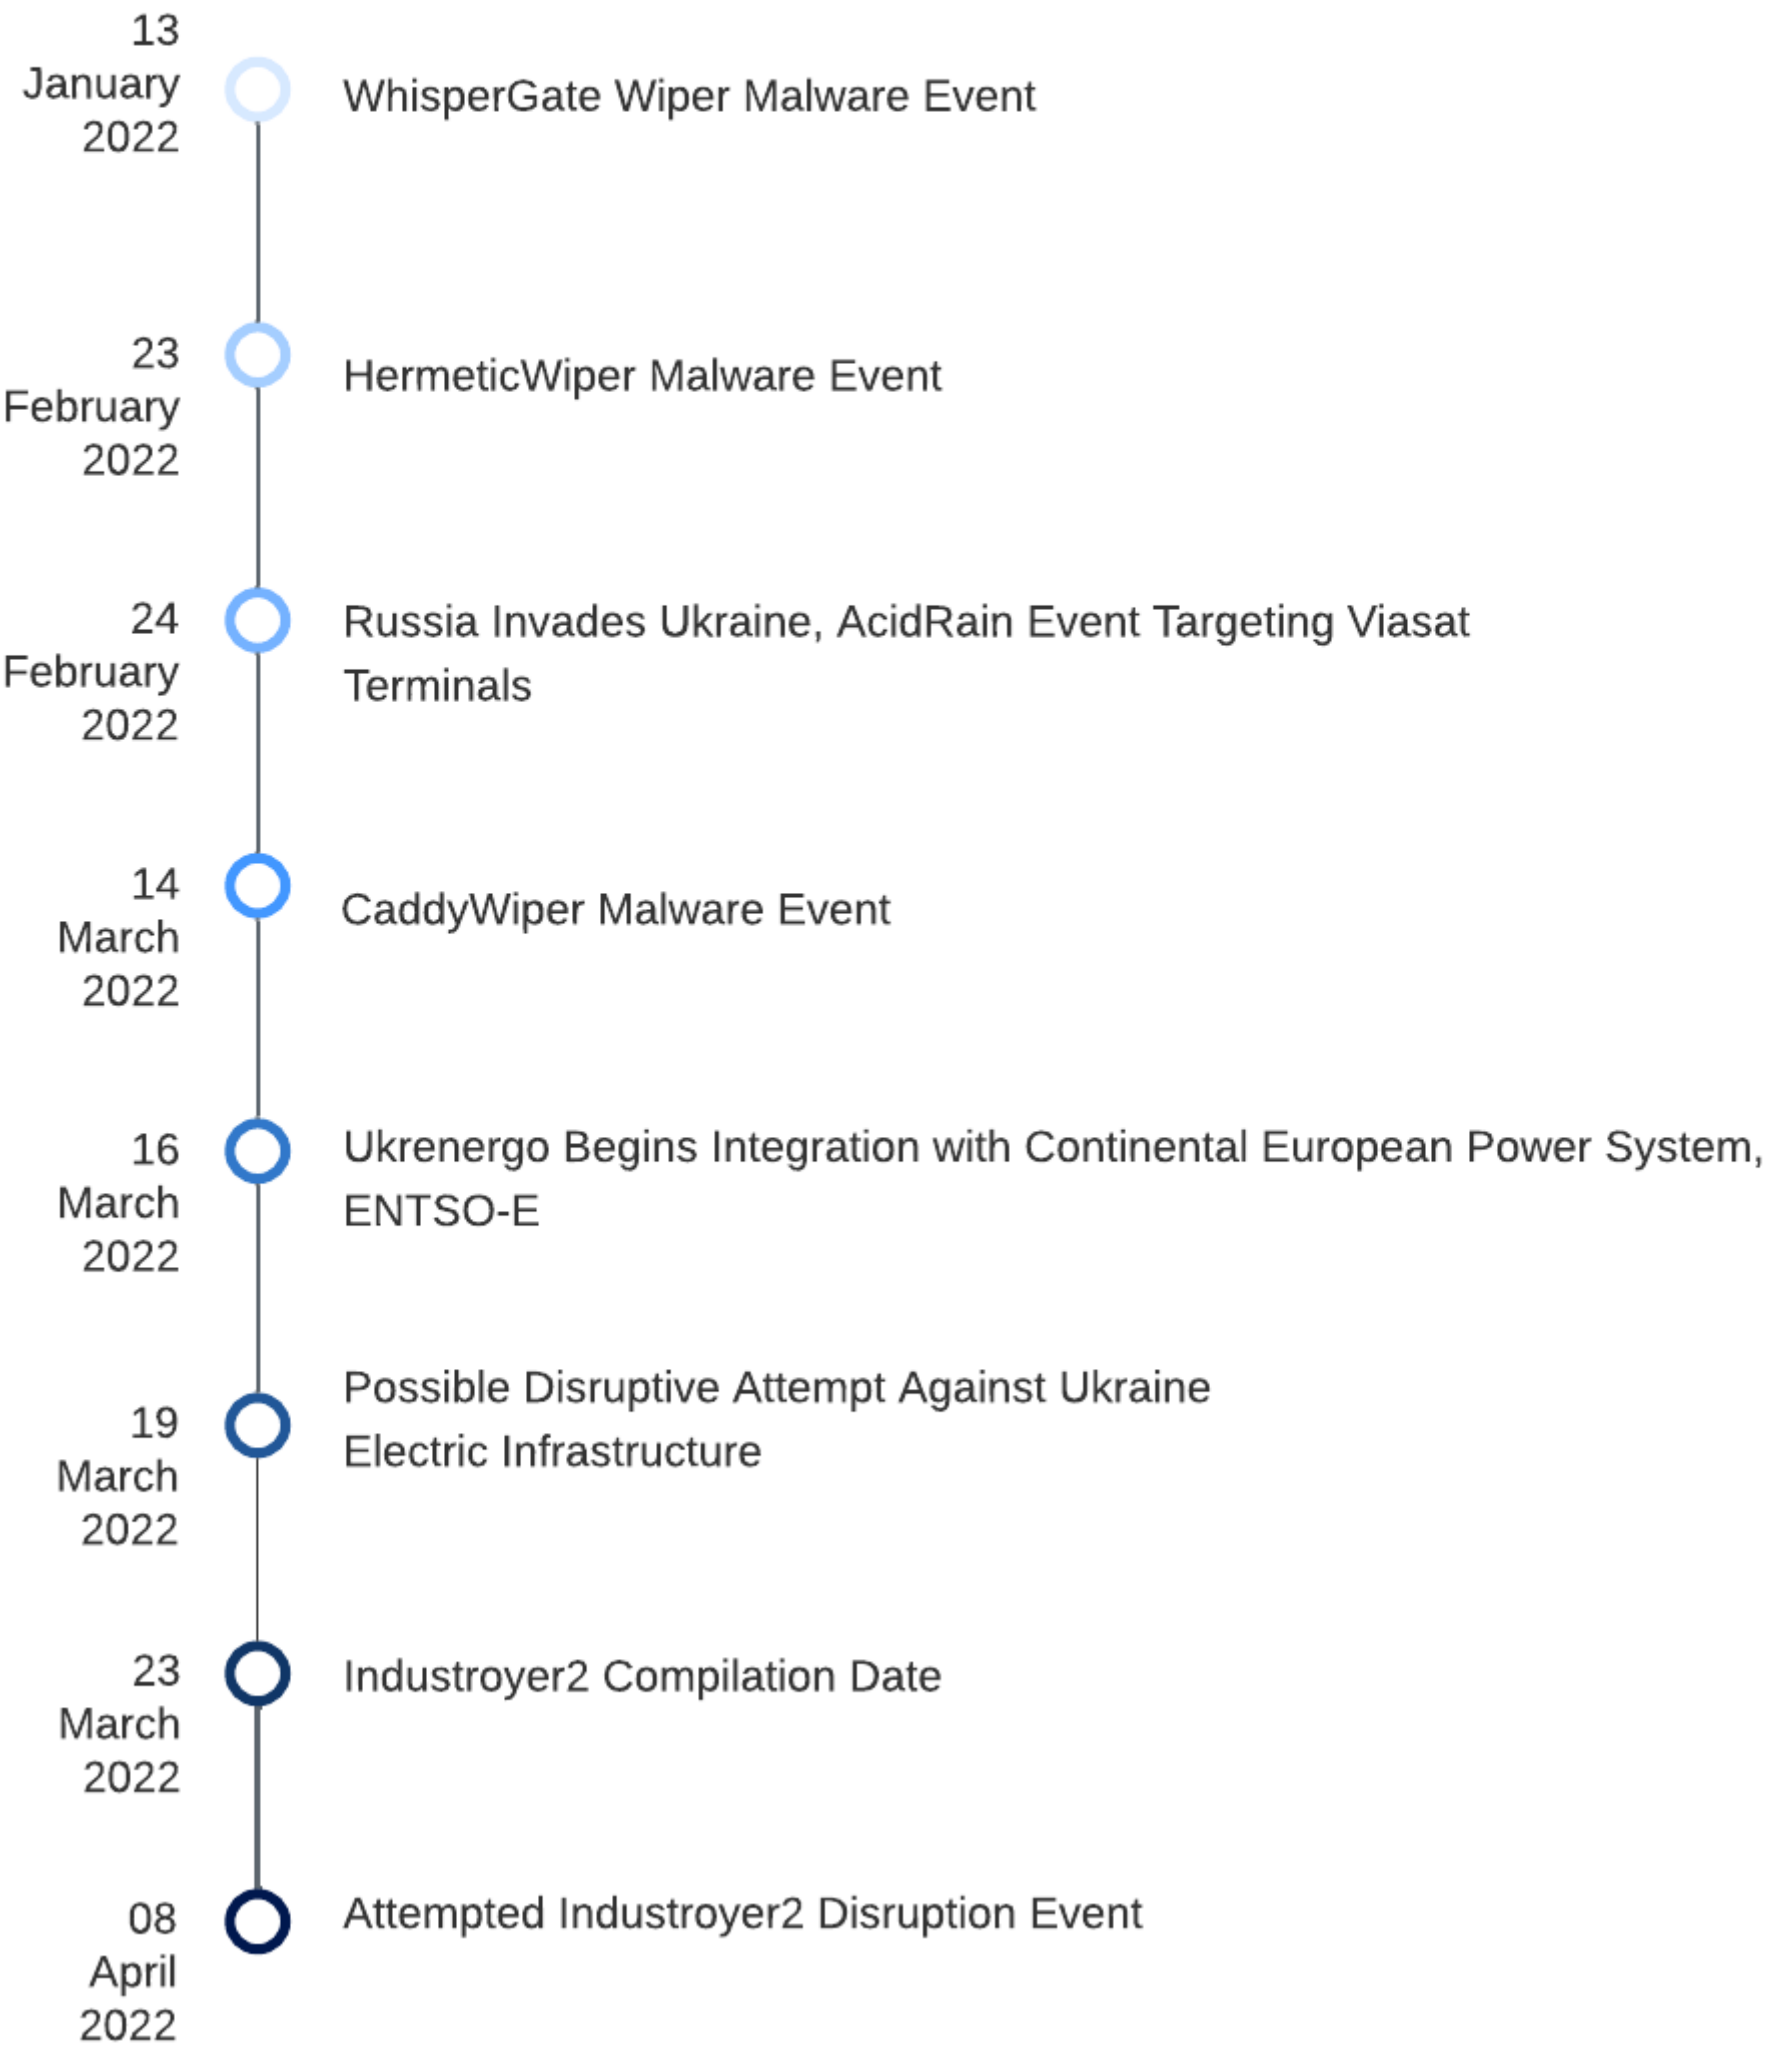 13
January
2022
WhisperGate Wiper Malware Event
23
February
2022
HermeticWiper Malware Event
24
February
2022
Russia Invades Ukraine, AcidRain Event Targeting Viasat
Terminals
14
March
2022
CaddyWiper Malware Event
16
March
2022
Ukrenergo Begins Integration with Continental European Power System,
ENTSO-E
19
March
2022
Possible Disruptive Attempt Against Ukraine
Electric Infrastructure
23
March
2022
Industroyer2 Compilation Date
08
April
2022
Attempted Industroyer2 Disruption Event